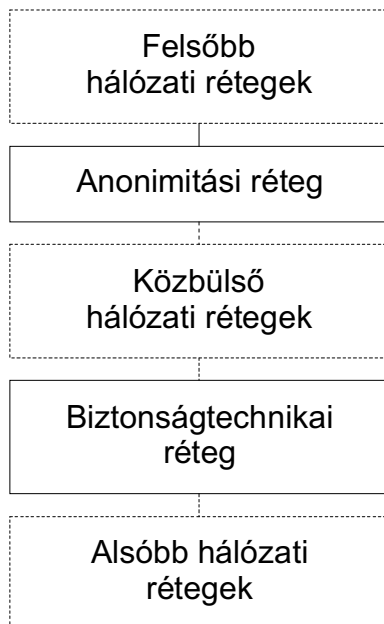 Felsőbb
hálózati rétegek
Anonimitási réteg
Közbülső
hálózati rétegek
Biztonságtechnikai
réteg
Alsóbb hálózati
rétegek